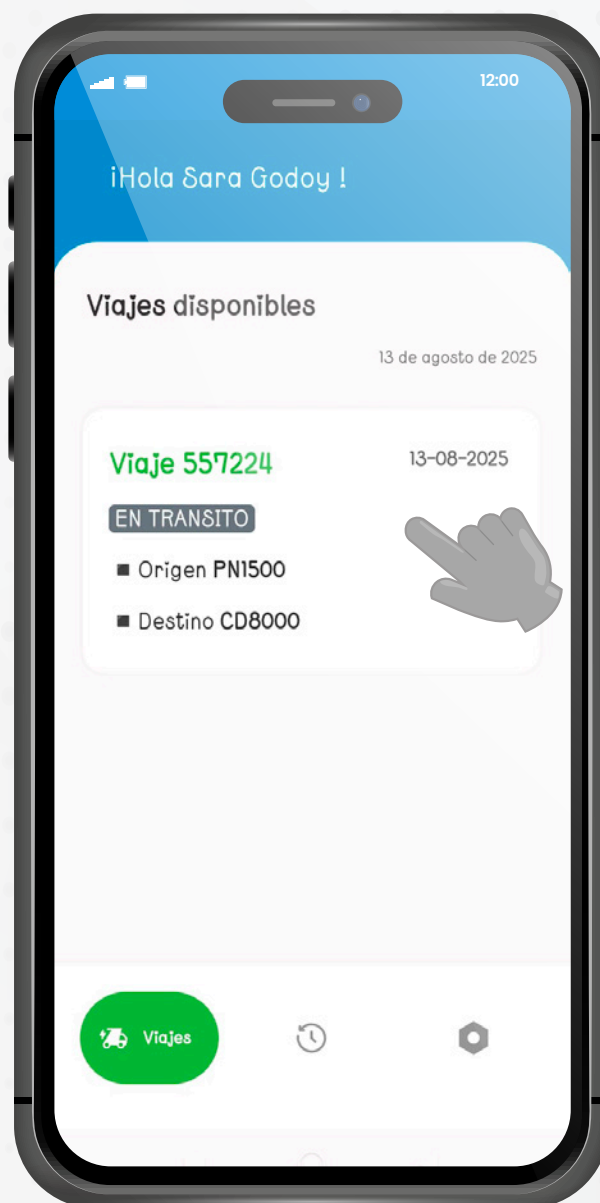 12:00
¡Hola Sara Godoy !
Viajes disponibles
13 de agosto de 2025
Viaje 557224
13-08-2025
EN TRANSITO
Origen PN1500
Destino CD8000
Viajes